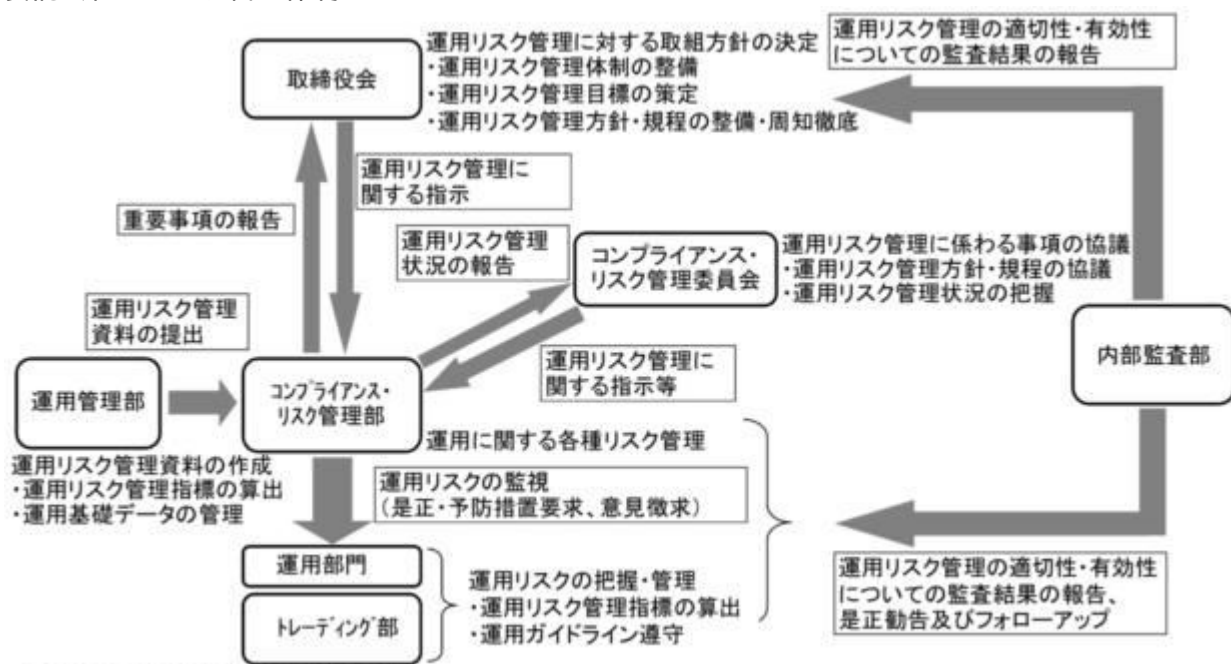 取締役会
運用リスク管理に対する取組方針の決定
・運用リスク管理体制の整備
・運用リスク管理目標の策定
・運用リスク管理方針・規程の整備・周知徹底
運用リスク管理の適切性・有効性
についての監査結果の報告
運用リスク管理に
関する指示
重要事項の報告
運用リスク管理
状況の報告
コンプライアンス・
リスク管理委員会
運用リスク管理に係わる事項の協議
・運用リスク管理方針・規程の協議
・運用リスク管理状況の把握
運用リスク管理
資料の提出
運用リスク管理に
関する指示等
内部監査部
運用管理部
コンプライアンス・
リスク管理部
運用に関する各種リスク管理
運用リスク管理資料の作成
・運用リスク管理指標の算出
・運用基礎データの管理
運用リスクの監視
(是正・予防措置要求、意見徴求)
運用部門
トレーディング部
運用リスクの把握・管理
・運用リスク管理指標の算出
・運用ガイドライン遵守
運用リスク管理の適切性・有効性
についての監査結果の報告、
是正勧告及びフォローアップ